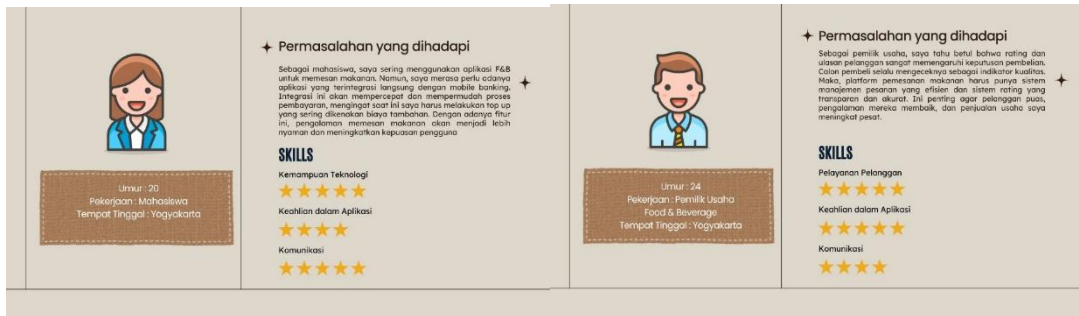 Permasalahan yang dihadapi
Sebagai mahasiswa, saya sering menggunakan aplikasi F&B
untuk memesan makanan. Namun, saya merasa perlu adanya
aplikasi yang terintegrasi langsung dengan mobile banking.
Integrasi ini akan mempercepat dan mempermudah proses
pembayaran, mengingat saat ini saya harus melakukan top up
yang sering dikenakan biaya tambahan. Dengan adanya fitur
ini, pengalaman memesan makanan akan menjadi lebih
nyaman dan meningkatkan kepuasan pengguna
SKILLS
Kemampuan Teknologi
Keahlian dalam Aplikasi
Komunikasi
Umur : 20
Pekerjaan : Mahasiswa
Tempat Tinggal : Yogyakarta
Permasalahan yang dihadapi
Sebagai pemilik usaha, saya tahu betul bahwa rating dan
ulasan pelanggan sangat memengaruhi keputusan pembelian.
Calon pembeli selalu mengeceknya sebagai indikator kualitas.
Maka, platform pemesanan makanan harus punya sistem
manajemen pesanan yang efisien dan sistem rating yang
transparan dan akurat. Ini penting agar pelanggan puas,
pengalaman mereka membaik, dan penjualan usaha saya
meningkat pesat.
SKILLS
Pelayanan Pelanggan
Keahlian dalam Aplikasi
Komunikasi
Umur : 24
Pekerjaan : Pemilik Usaha
Food & Beverage
Tempat Tinggal : Yogyakarta